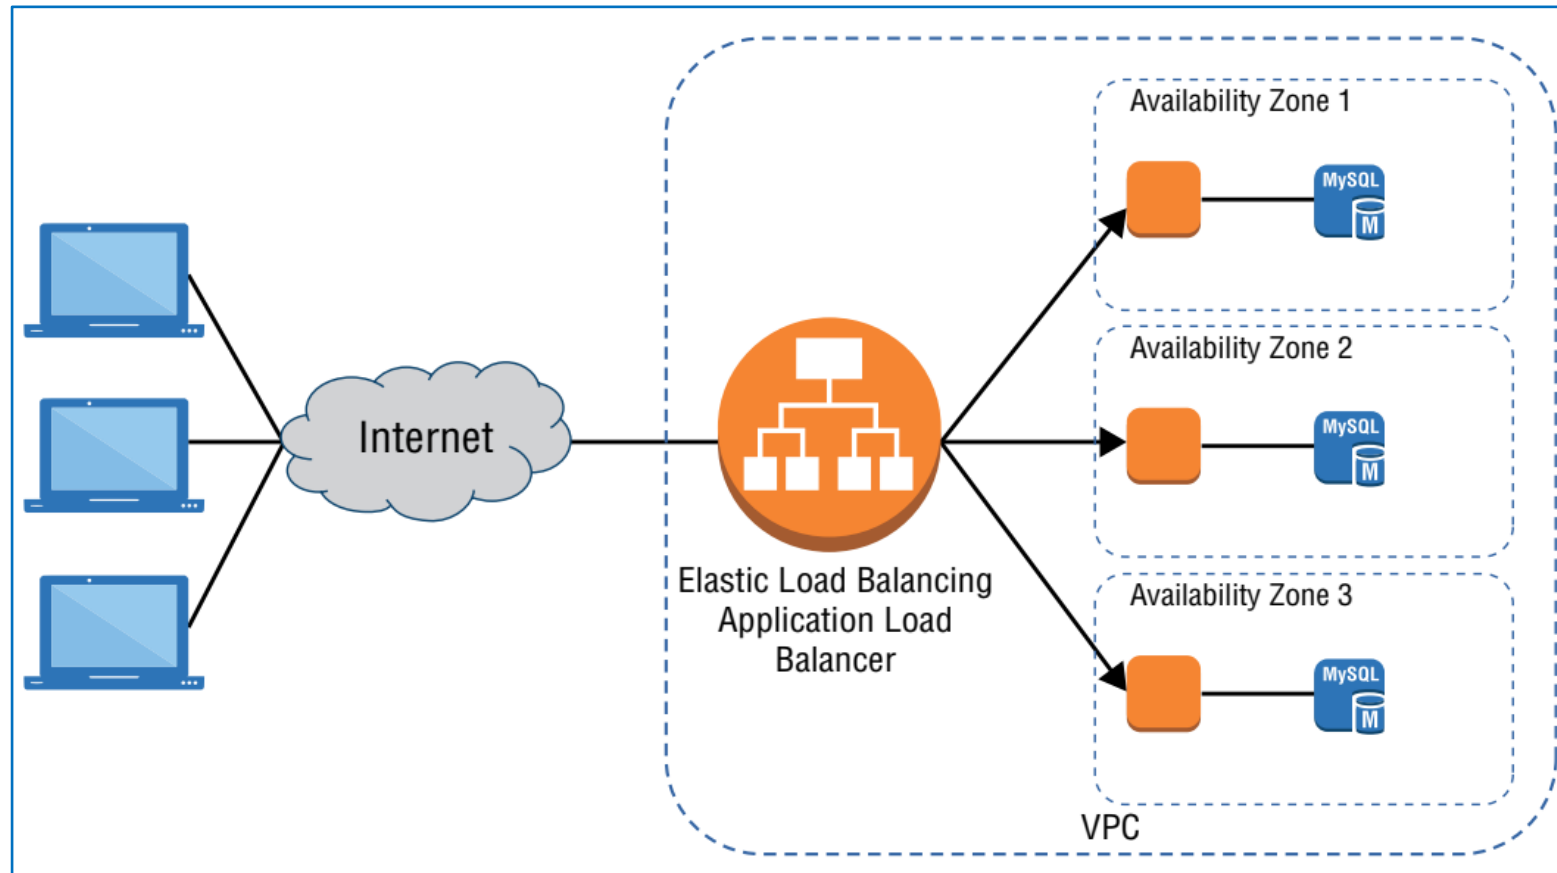 Availability Zone 1
MySQL
M
Availability Zone 2
MySQL
M
Internet
Elastic Load Balancing
Application Load
Balancer
Availability Zone 3
MySQL
M
VPC